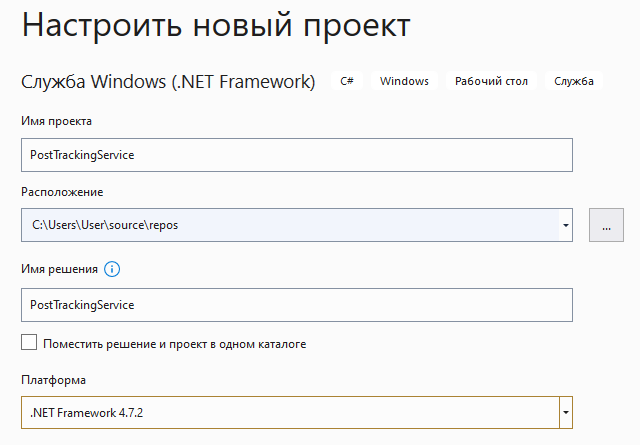 Настроить новый проект
Служба Windows (.NET Framework) C# Windows Рабочий стол Служба
Имя проекта
PostTrackingService
Расположение
C:\Users\User\source\repos
...
Имя решения
PostTrackingService
Поместить решение и проект в одном каталоге
Платформа
.NET Framework 4.7.2